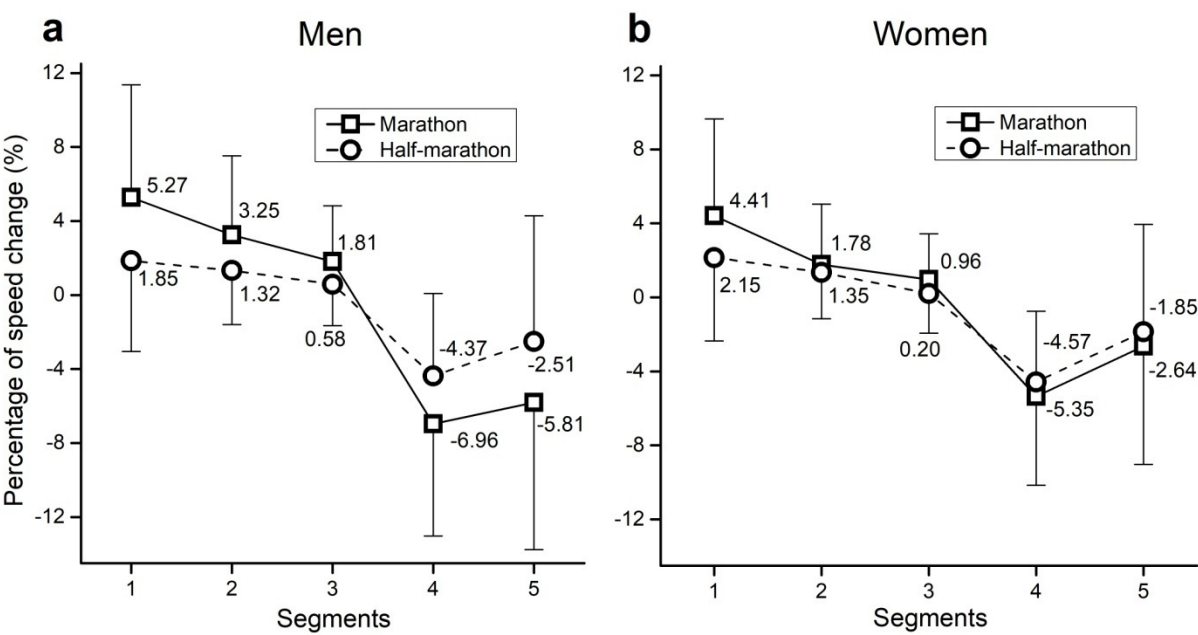 a
Men
Percentage of speed change (%)
12
8
4
0
-4
-8
-12
Marathon
Half-marathon
5.27
3.25
1.81
1.85
1.32
0.58
-4.37
-2.51
-6.96
-5.81
1 2 3 4 5
Segments
b
Women
12
8
4
0
-4
-8
-12
Marathon
Half-marathon
4.41
1.78
0.96
2.15
1.35
0.20
-1.85
-4.57
-2.64
-5.35
1 2 3 4 5
Segments